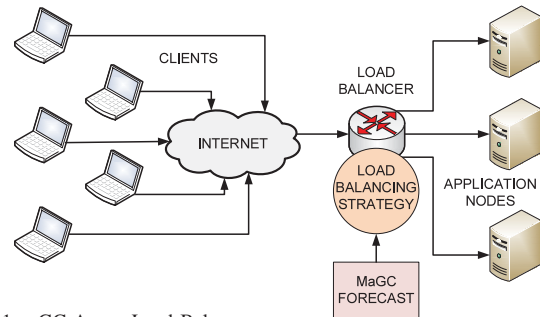 CLIENTS
LOAD
BALANCER
INTERNET
LOAD
BALANCING
STRATEGY
APPLICATION
NODES
MaGC
FORECAST